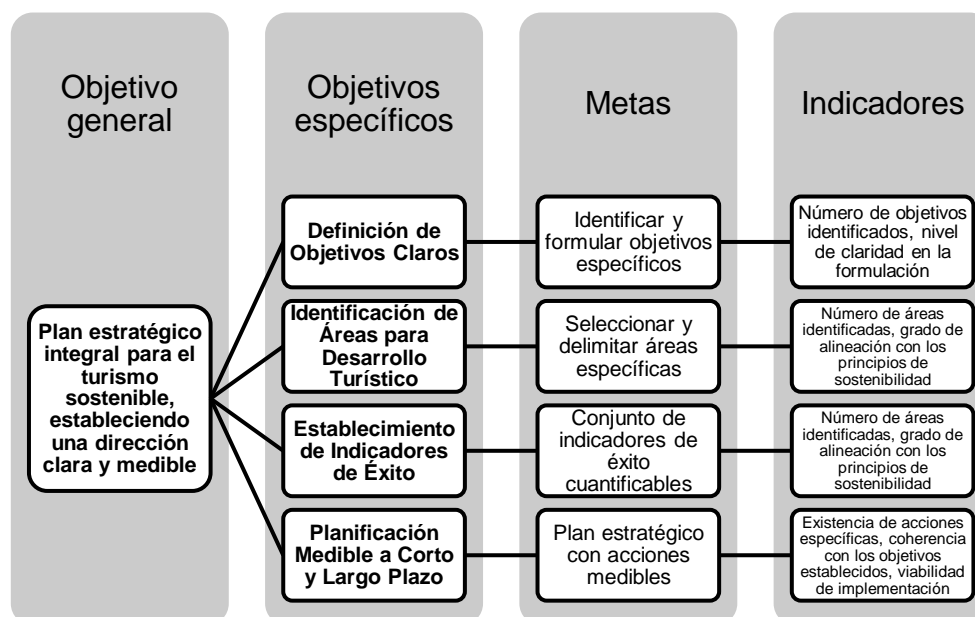 Objetivo
general
Objetivos
específicos
Metas
Indicadores
Plan estratégico
integral para el
turismo
sostenible,
estableciendo
una dirección
clara y medible
Definición de
Objetivos Claros
Identificar y
formular objetivos
específicos
Número de objetivos
identificados, nivel
de claridad en la
formulación
Identificación de
Áreas para
Desarrollo
Turístico
Seleccionar y
delimitar áreas
específicas
Número de áreas
identificadas, grado de
alineación con los
principios de
sostenibilidad
Establecimiento
de Indicadores
de Éxito
Conjunto de
indicadores de
éxito
cuantificables
Número de áreas
identificadas, grado de
alineación con los
principios de
sostenibilidad
Planificación
Medible a Corto
y Largo Plazo
Plan estratégico
con acciones
medibles
Existencia de acciones
específicas, coherencia
con los objetivos
establecidos, viabilidad
de implementación